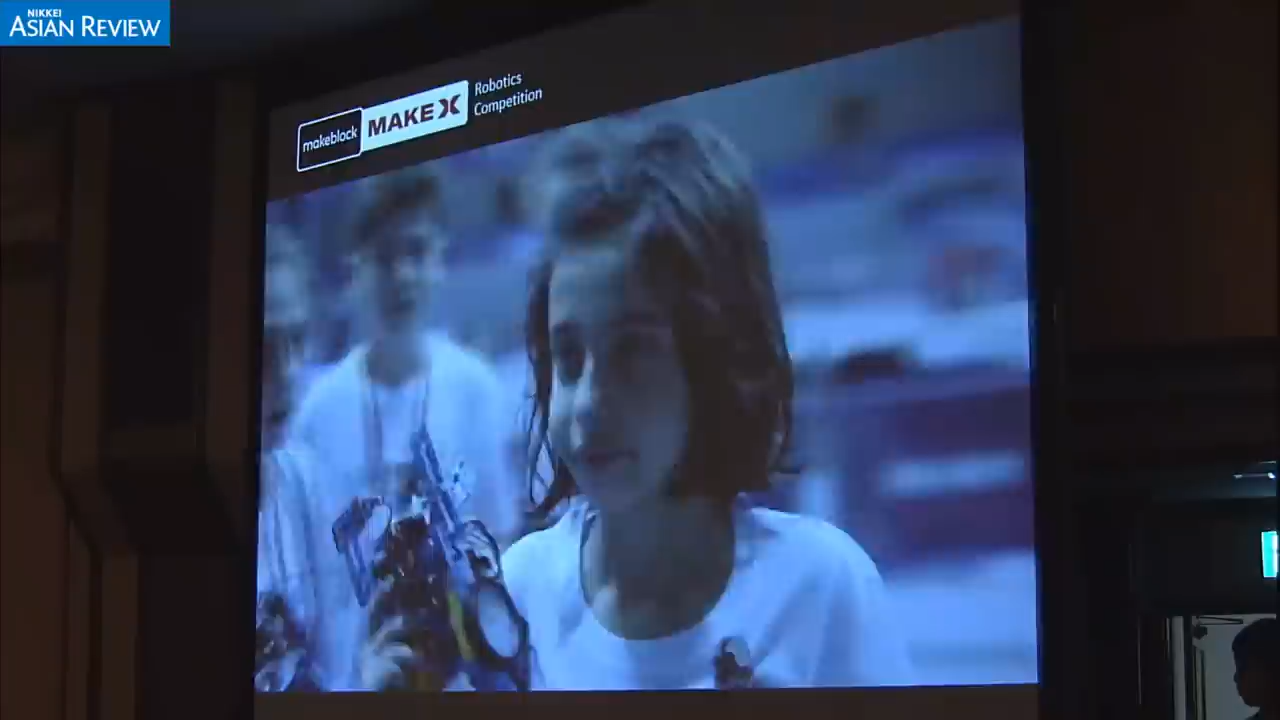 NIKKEI
ASIAN REVIEW
makeblock MAKE X
Robotics
Competition